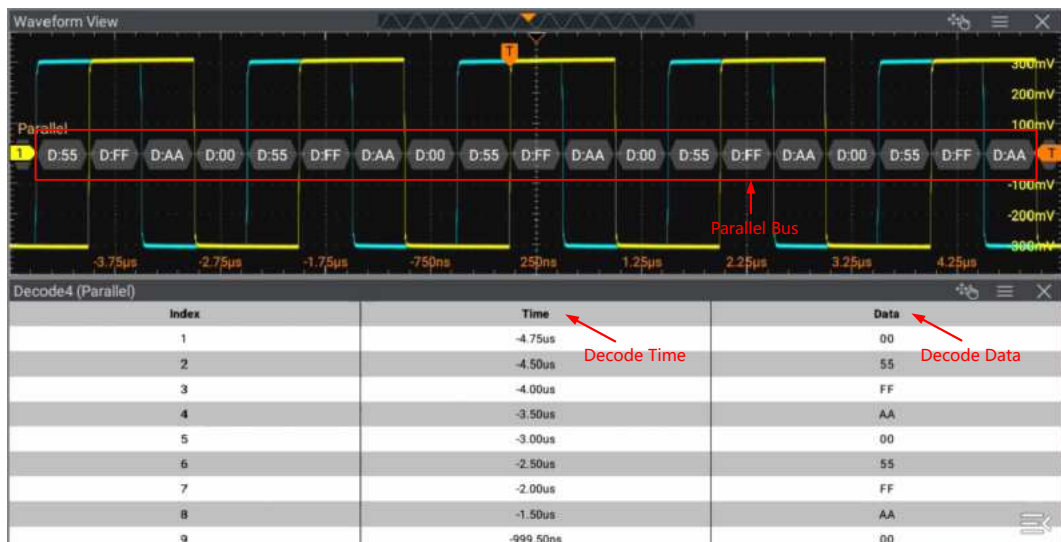 Waveform View
T
300mV
200mV
100mV
Parallel
1 D:55 D:FF D:AA D:00 D:55 D:FF D:AA D:00 D:55 D:FF D:AA D:00 D:55 D:FF D:AA D:00 D:55 D:FF D:AA T
-100mV
-200mV
Parallel Bus
-300mV
-3.75µs -2.75µs -1.75µs -750ns 250ns 1.25µs 2.25µs 3.25µs 4.25µs
Decode4 (Parallel)
Index Time Data
1 -4.75us 00
Decode Time Decode Data
2 -4.50us 55
3 -4.00us FF
4 -3.50us AA
5 -3.00us 00
6 -2.50us 55
7 -2.00us FF
8 -1.50us AA
9 -999.50ns 00